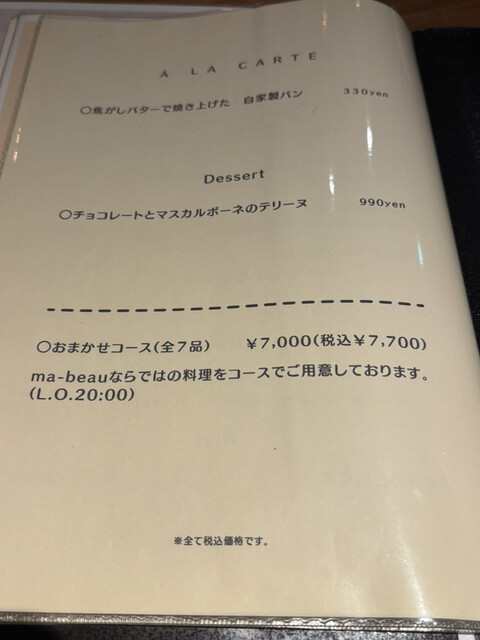 Á LA CARTE
〇焦がしバターで焼き上げた 自家製パン 330yen
Dessert
〇チョコレートとマスカルポーネのテリーヌ 990yen
〇おまかせコース(全7品) ¥7,000(税込¥7,700)
ma-beauならではの料理をコースでご用意しております。
(L.O.20:00)
※全て税込価格です。